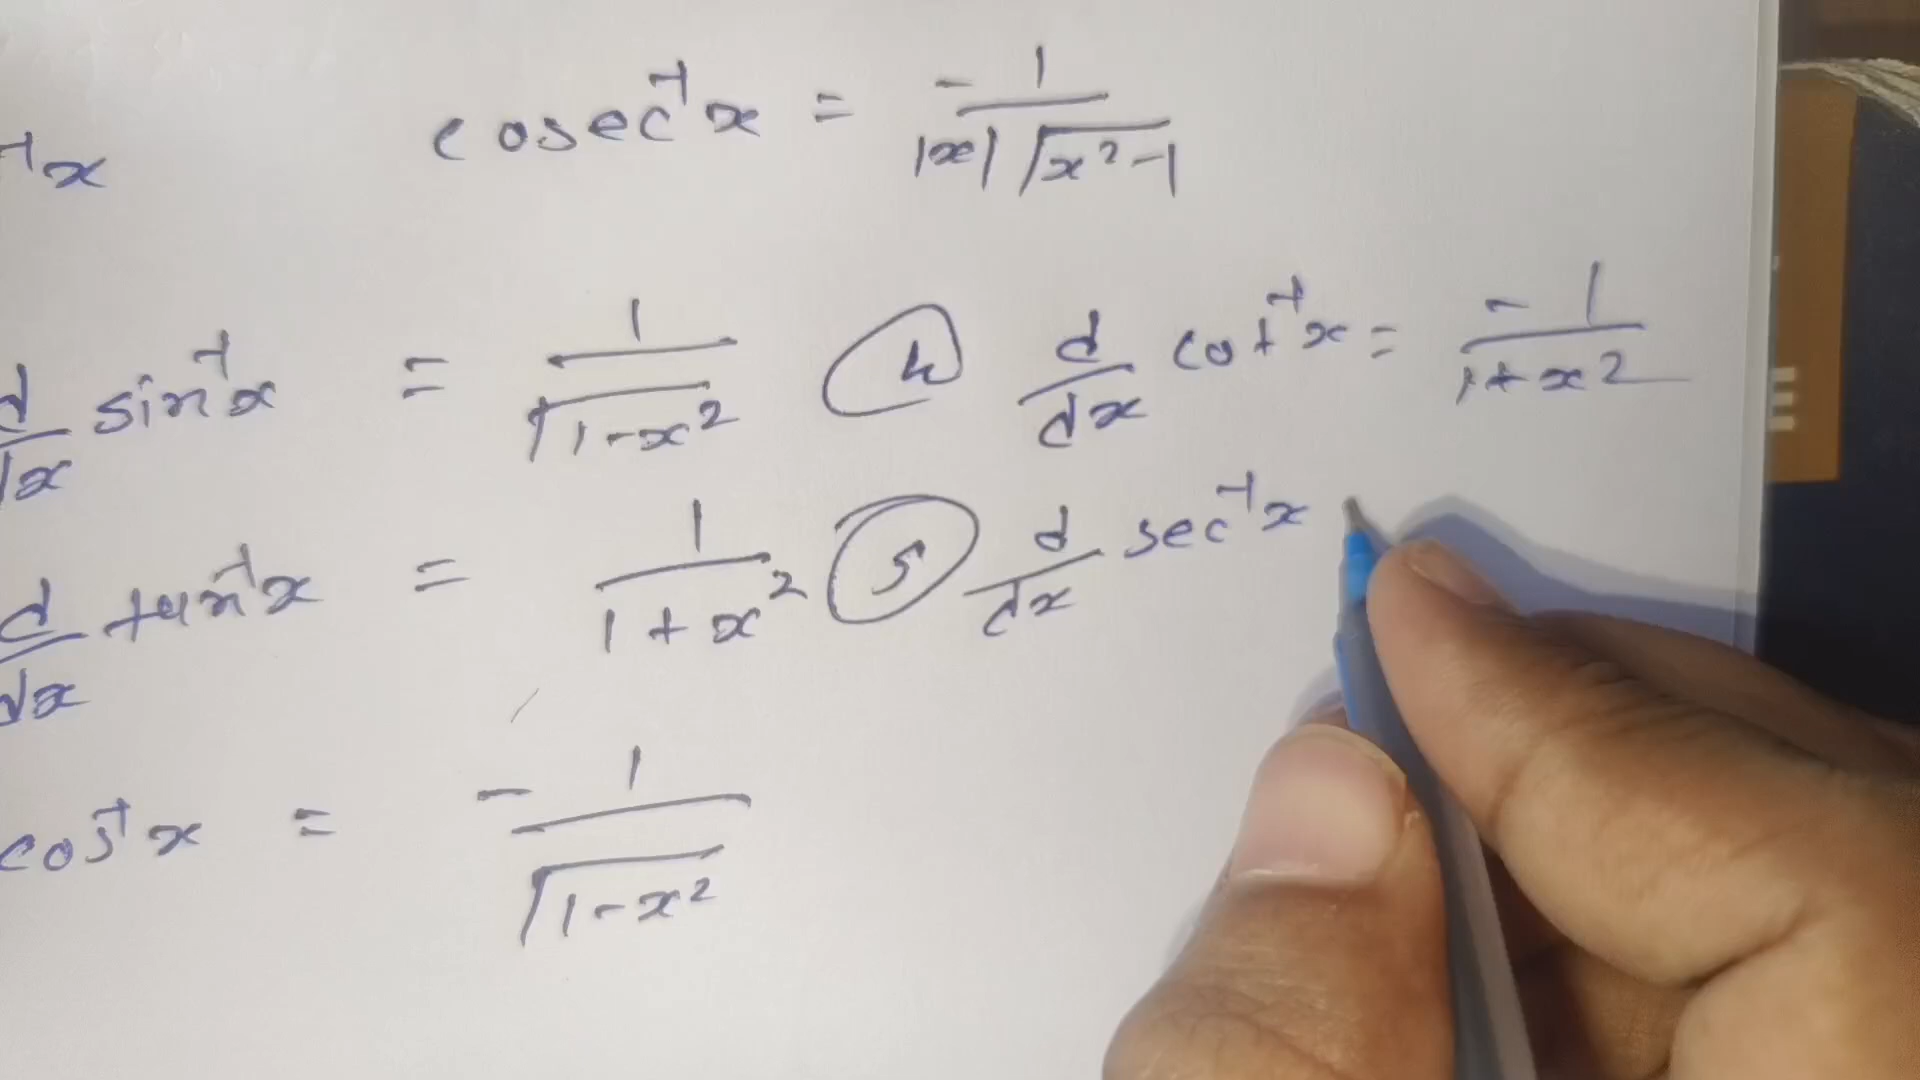 ⁻¹x cosec⁻¹x = -1/|x|√x²-1
d/dx sin⁻¹x = 1/√1-x² 4 d/dx cot⁻¹x = -1/1+x²
d/dx tan⁻¹x = 1/1+x² 5 d/dx sec⁻¹x
cos⁻¹x = -1/√1-x²